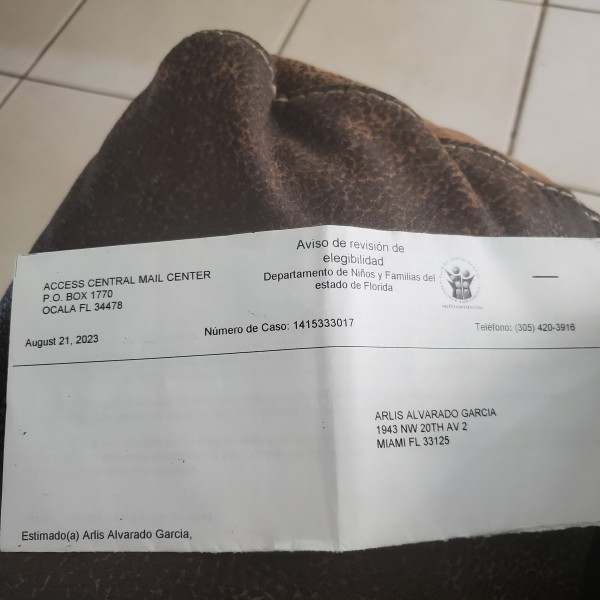 Aviso de revisión de
elegibilidad
Departamento de Niños y Familias del
estado de Florida
ACCESS CENTRAL MAIL CENTER
P.O. BOX 1770
OCALA FL 34478
August 21, 2023
Número de Caso: 1415333017
Teléfono: (305) 420-3916
ARLIS ALVARADO GARCIA
1943 NW 20TH AV 2
MIAMI FL 33125
Estimado(a) Arlis Alvarado Garcia,